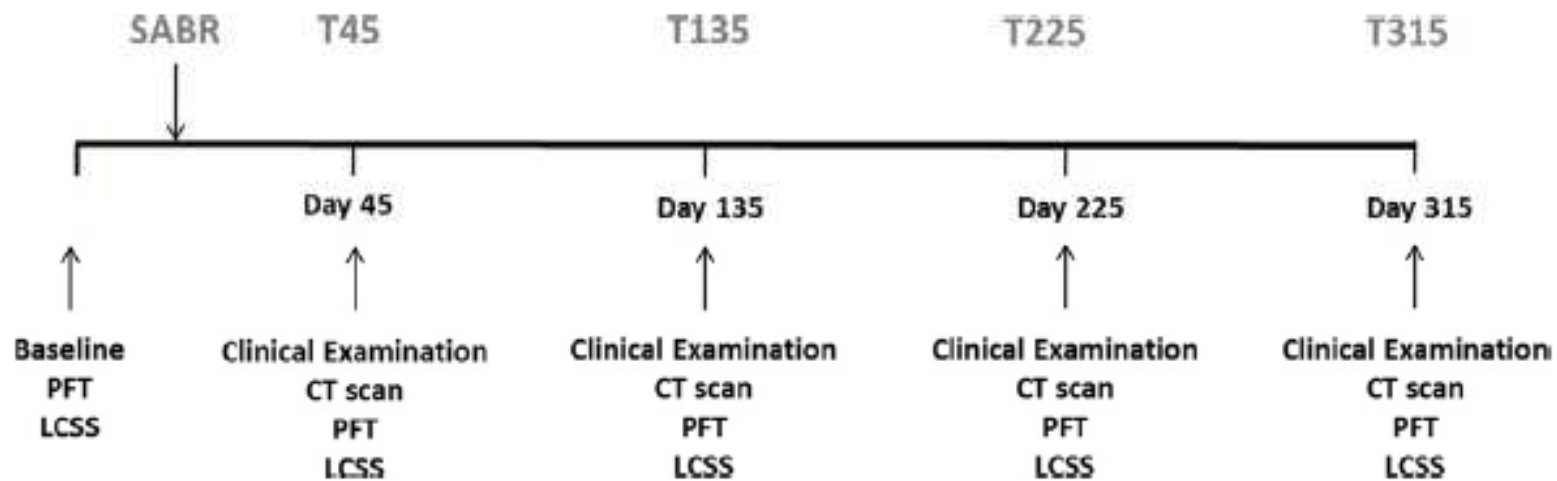 SABR T45 T135 T225 T315
Day 45 Day 135 Day 225 Day 315
Baseline Clinical Examination Clinical Examination Clinical Examination Clinical Examination
PFT CT scan CT scan CT scan CT scan
LCSS PFT PFT PFT PFT
LCSS LCSS LCSS LCSS